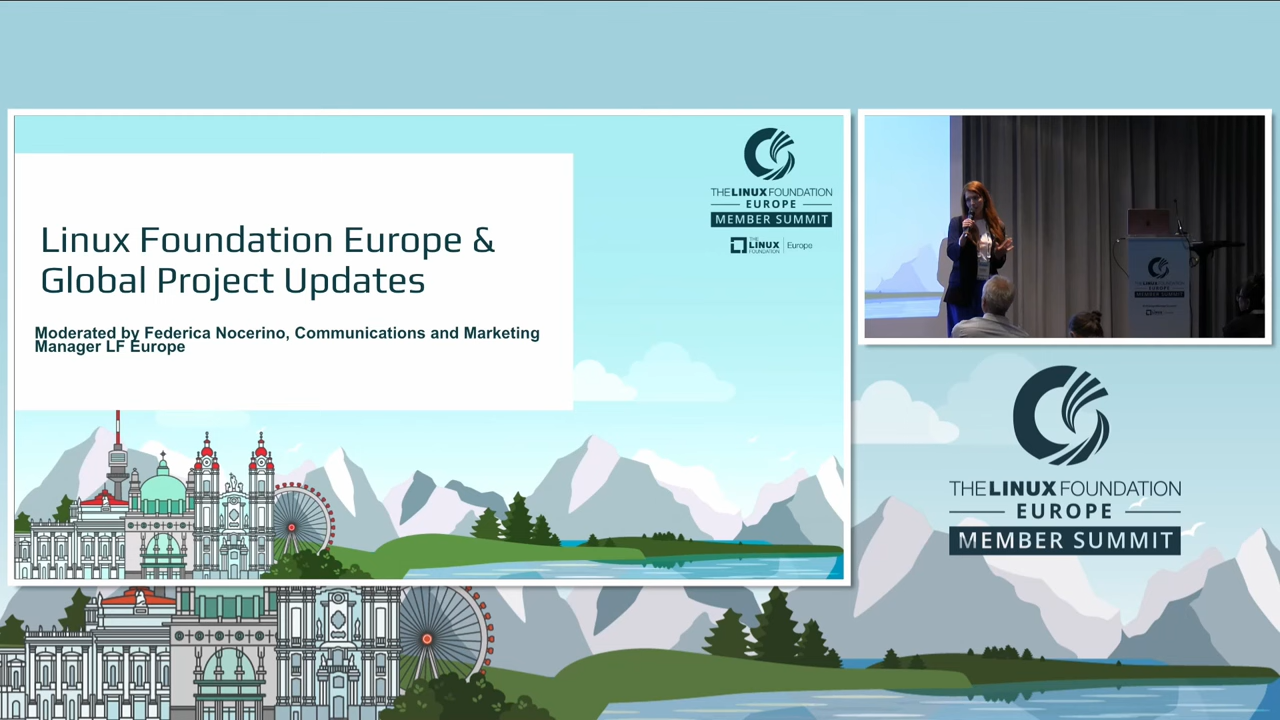 Linux Foundation Europe &
Global Project Updates
Moderated by Federica Nocerino, Communications and Marketing
Manager LF Europe
THE LINUX FOUNDATION
EUROPE
MEMBER SUMMIT
THE
LINUX
FOUNDATION
Europe
THE LINUX FOUNDATION
EUROPE
MEMBER SUMMIT